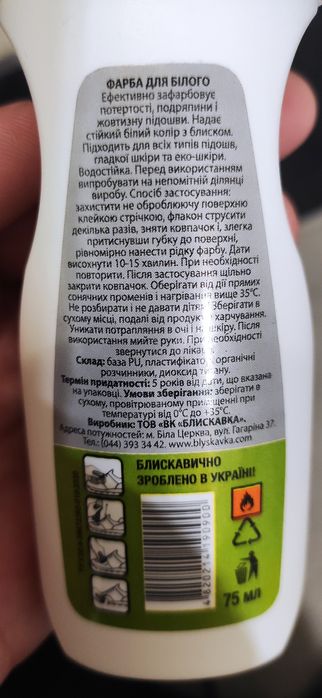 ФАРБА ДЛЯ БІЛОГО
Ефективно зафарбовує
потертості, подряпини і
жовтизну підошви. Надає
стійкий білий колір з блиском.
Підходить для всіх типів підошв,
гладкої шкіри та еко-шкіри.
Водостійка. Перед використанням
випробувати на непомітній ділянці
виробу. Спосіб застосування:
захистити не оброблюючу поверхню
клейкою стрічкою, флакон струсити
декілька разів, зняти ковпачок і, злегка
притиснувши губку до поверхні,
рівномірно нанести рідку фарбу. Дати
висохнути 10-15 хвилин. При необхідності
повторити. Після застосування щільно
закрити ковпачок. Оберігати від дії прямих
сонячних променів і нагрівання вище 35°С.
Не розбирати і не давати дітям. Зберігати в
сухому місці, подалі від продуктів харчування.
Уникати потрапляння в очі і на шкіру. Після
використання мийте руки. При необхідності
звернутися до лікаря.
Склад: база PU, пластифікатор, органічні
розчинники, диоксид титану.
Термін придатності: 5 років від дати, що вказана
на упаковці. Умови зберігання: зберігати в
сухому, провітрюваному приміщенні при
температурі від 0°С до +35°С.
Виробник: ТОВ «ВК «БЛИСКАВКА».
Адреса потужностей: м. Біла Церква, вул. Гагаріна 37.
Тел.: (044) 393 34 42. www.blyskavka.com
БЛИСКАВИЧНО
ЗРОБЛЕНО В УКРАЇНІ!
4820214190900
75 мл